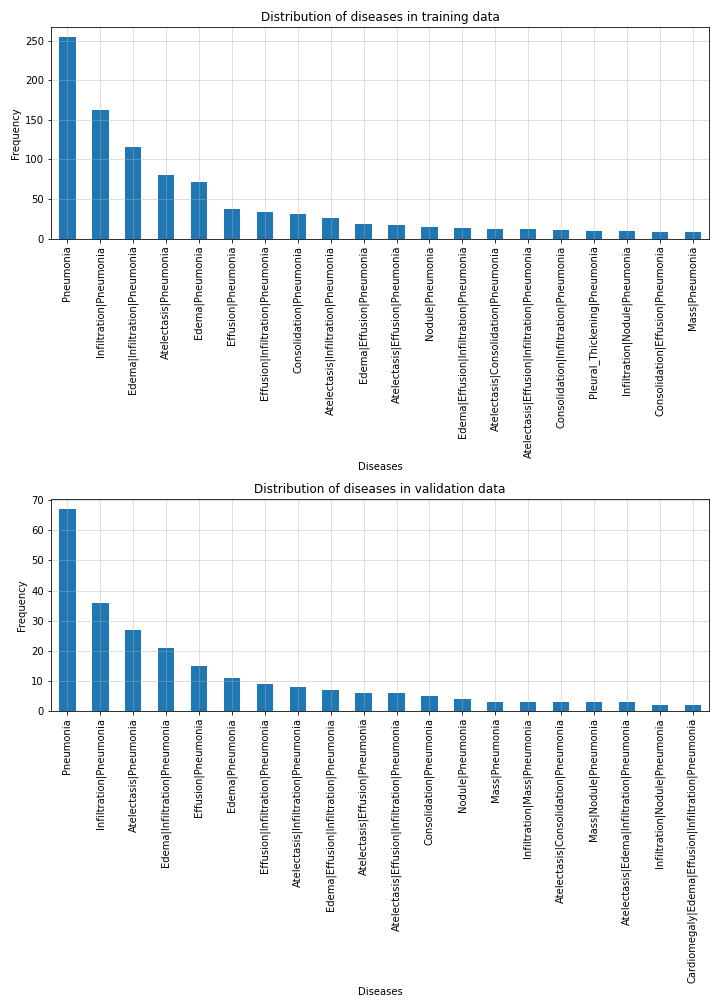 Distribution of diseases in training data
Frequency
250
200
150
100
50
0
Pneumonia
Infiltration|Pneumonia
Edema|Infiltration|Pneumonia
Atelectasis|Pneumonia
Edema|Pneumonia
Effusion|Pneumonia
Effusion|Infiltration|Pneumonia
Consolidation|Pneumonia
Atelectasis|Infiltration|Pneumonia
Edema|Effusion|Pneumonia
Atelectasis|Effusion|Pneumonia
Nodule|Pneumonia
Edema|Effusion|Infiltration|Pneumonia
Atelectasis|Consolidation|Pneumonia
Atelectasis|Effusion|Infiltration|Pneumonia
Consolidation|Infiltration|Pneumonia
Pleural_Thickening|Pneumonia
Infiltration|Nodule|Pneumonia
Consolidation|Effusion|Pneumonia
Mass|Pneumonia
Diseases
Distribution of diseases in validation data
Frequency
70
60
50
40
30
20
10
0
Pneumonia
Infiltration|Pneumonia
Atelectasis|Pneumonia
Edema|Infiltration|Pneumonia
Effusion|Pneumonia
Edema|Pneumonia
Effusion|Infiltration|Pneumonia
Atelectasis|Infiltration|Pneumonia
Edema|Effusion|Infiltration|Pneumonia
Atelectasis|Effusion|Pneumonia
Atelectasis|Effusion|Infiltration|Pneumonia
Consolidation|Pneumonia
Nodule|Pneumonia
Mass|Pneumonia
Infiltration|Mass|Pneumonia
Atelectasis|Consolidation|Pneumonia
Mass|Nodule|Pneumonia
Atelectasis|Edema|Infiltration|Pneumonia
Infiltration|Nodule|Pneumonia
Cardiomegaly|Edema|Effusion|Infiltration|Pneumonia
Diseases